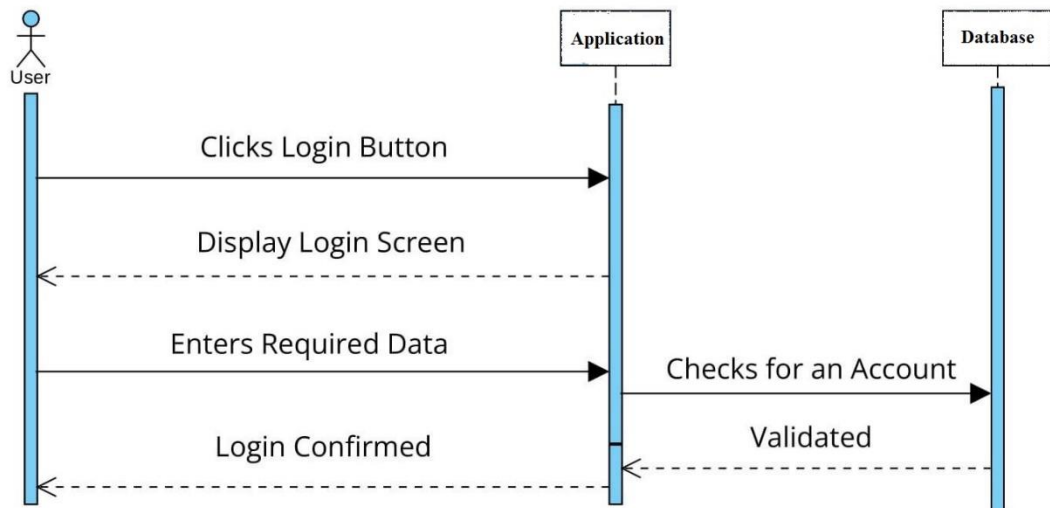 Application
Database
User
Clicks Login Button
Display Login Screen
Enters Required Data
Checks for an Account
Validated
Login Confirmed